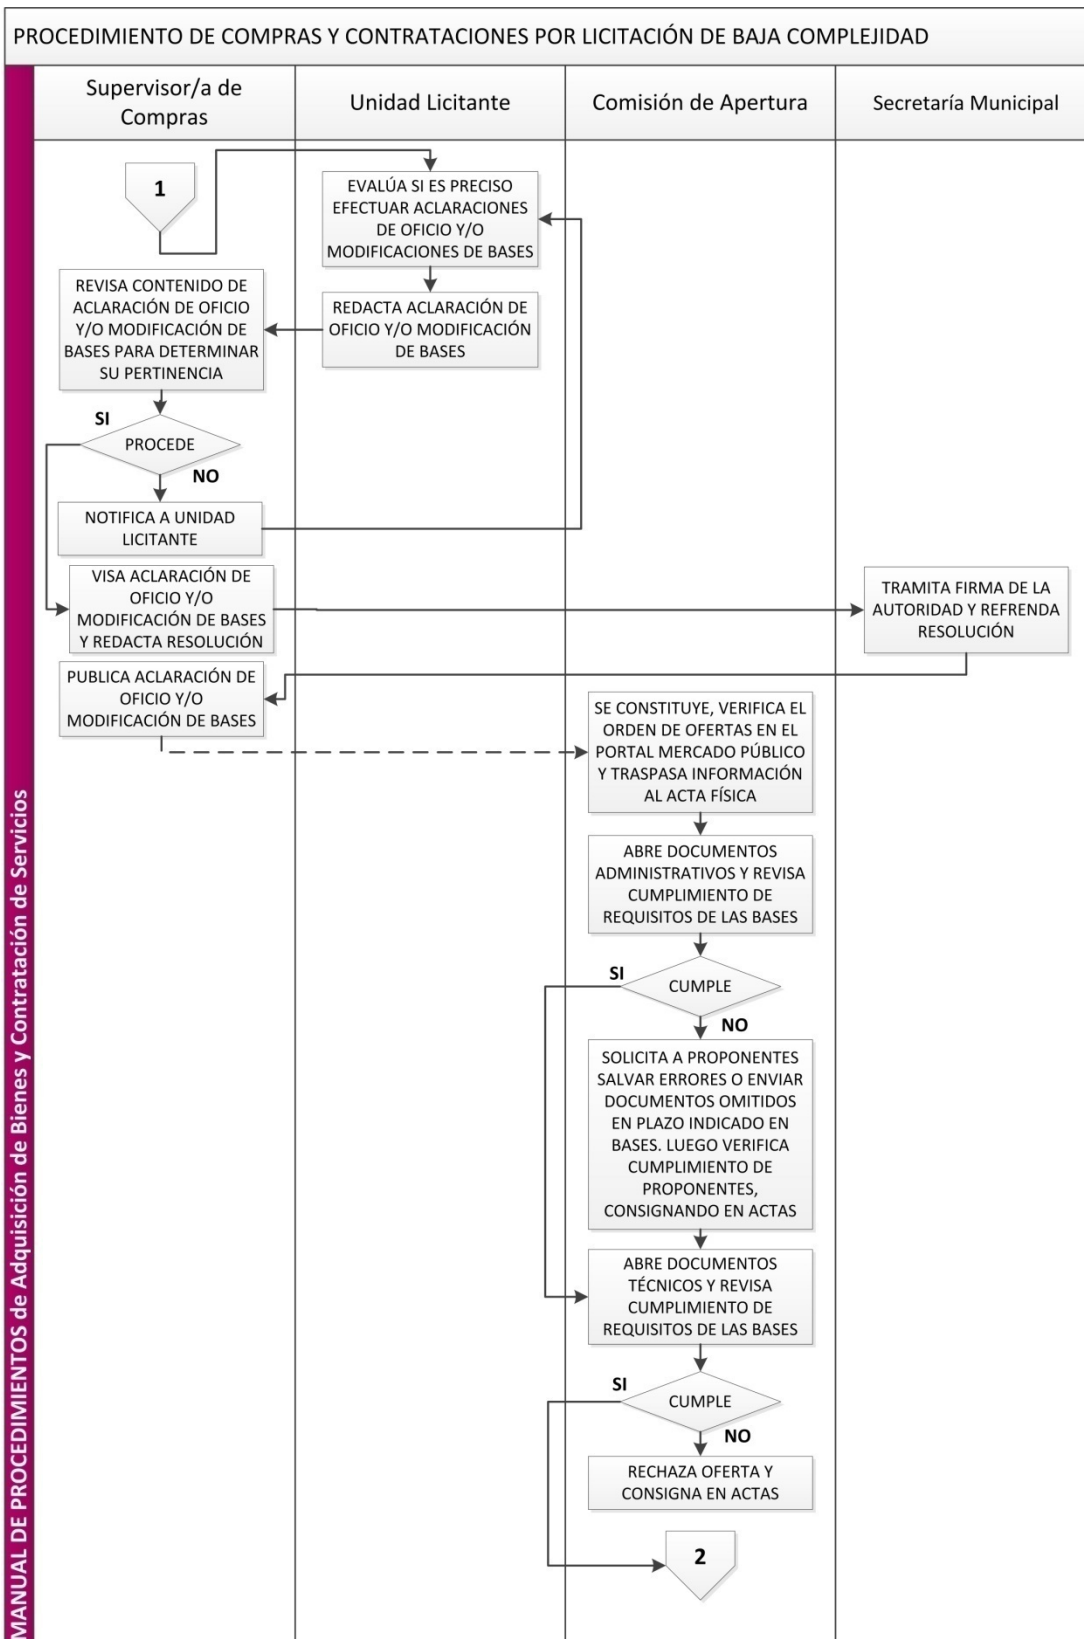 PROCEDIMIENTO DE COMPRAS Y CONTRATACIONES POR LICITACIÓN DE BAJA COMPLEJIDAD
MANUAL DE PROCEDIMIENTOS de Adquisición de Bienes y Contratación de Servicios
Supervisor/a de
Compras
Unidad Licitante
Comisión de Apertura
Secretaría Municipal
1
EVALÚA SI ES PRECISO
EFECTUAR ACLARACIONES
DE OFICIO Y/O
MODIFICACIONES DE BASES
REDACTA ACLARACIÓN DE
OFICIO Y/O MODIFICACIÓN
DE BASES
REVISA CONTENIDO DE
ACLARACIÓN DE OFICIO
Y/O MODIFICACIÓN DE
BASES PARA DETERMINAR
SU PERTINENCIA
SI
PROCEDE
NO
NOTIFICA A UNIDAD
LICITANTE
VISA ACLARACIÓN DE
OFICIO Y/O
MODIFICACIÓN DE BASES
Y REDACTA RESOLUCIÓN
TRAMITA FIRMA DE LA
AUTORIDAD Y REFRENDA
RESOLUCIÓN
PUBLICA ACLARACIÓN DE
OFICIO Y/O
MODIFICACIÓN DE BASES
SE CONSTITUYE, VERIFICA EL
ORDEN DE OFERTAS EN EL
PORTAL MERCADO PÚBLICO
Y TRASPASA INFORMACIÓN
AL ACTA FÍSICA
ABRE DOCUMENTOS
ADMINISTRATIVOS Y REVISA
CUMPLIMIENTO DE
REQUISITOS DE LAS BASES
SI
CUMPLE
NO
SOLICITA A PROPONENTES
SALVAR ERRORES O ENVIAR
DOCUMENTOS OMITIDOS
EN PLAZO INDICADO EN
BASES. LUEGO VERIFICA
CUMPLIMIENTO DE
PROPONENTES,
CONSIGNANDO EN ACTAS
ABRE DOCUMENTOS
TÉCNICOS Y REVISA
CUMPLIMIENTO DE
REQUISITOS DE LAS BASES
SI
CUMPLE
NO
RECHAZA OFERTA Y
CONSIGNA EN ACTAS
2